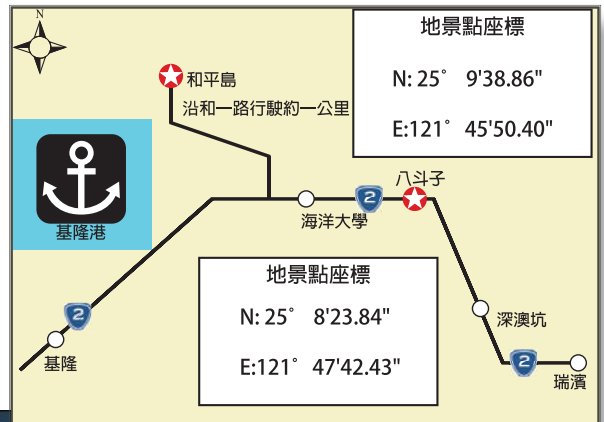 N
地景點座標
N: 25° 9'38.86"
E:121° 45'50.40"
和平島
沿和一路行駛約一公里
八斗子
2
海洋大學
基隆港
地景點座標
N: 25° 8'23.84"
E:121° 47'42.43"
2
深澳坑
基隆
2
瑞濱